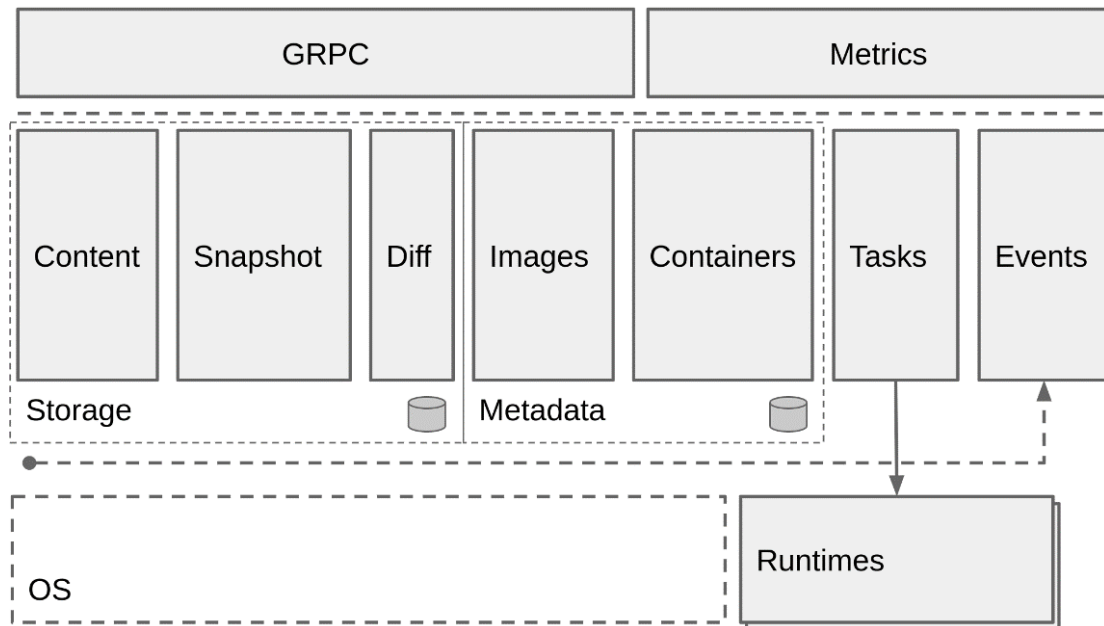 GRPC
Metrics
Content
Snapshot
Diff
Images
Containers
Tasks
Events
Storage
Metadata
OS
Runtimes